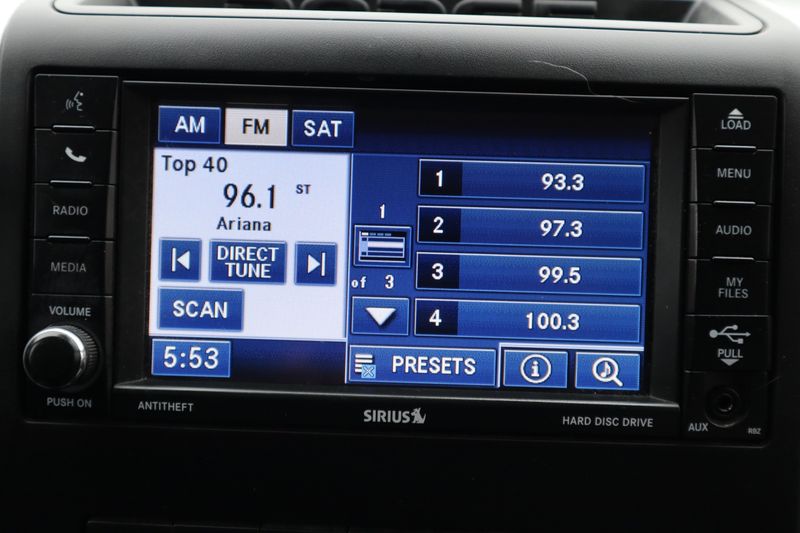 AM FM SAT
Top 40
96.1 ST
Ariana
DIRECT
TUNE
SCAN
5:53
1
of 3
1 93.3
2 97.3
3 99.5
4 100.3
PRESETS
RADIO
MEDIA
VOLUME
PUSH ON
LOAD
MENU
AUDIO
MY
FILES
PULL
AUX
RBZ
ANTITHEFT
SIRIUS
HARD DISC DRIVE